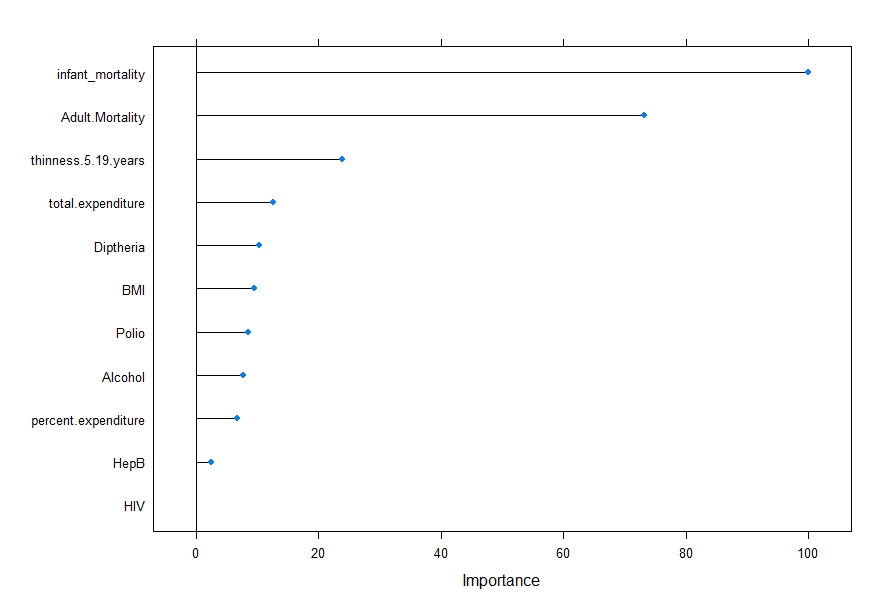 infant_mortality
Adult.Mortality
thinness.5.19.years
total.expenditure
Diptheria
BMI
Polio
Alcohol
percent.expenditure
HepB
HIV
0 20 40 60 80 100
Importance